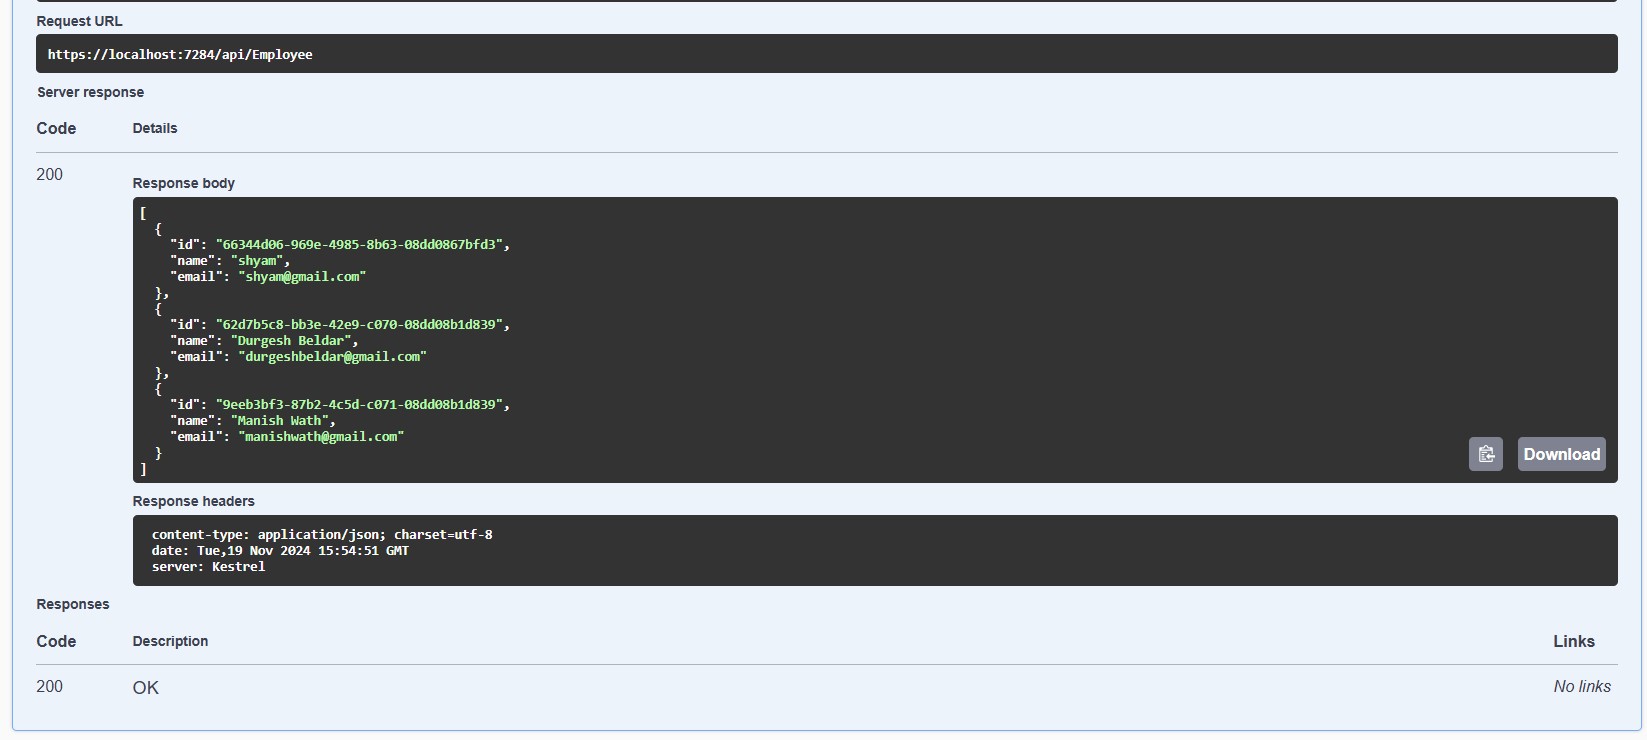 Request URL
https://localhost:7284/api/Employee
Server response
Code Details
200
Response body
[
{
"id": "66344d06-969e-4985-8b63-08dd0867bfd3",
"name": "shyam",
"email": "shyam@gmail.com"
},
{
"id": "62d7b5c8-bb3e-42e9-c070-08dd08b1d839",
"name": "Durgesh Beldar",
"email": "durgeshbeldar@gmail.com"
},
{
"id": "9eeb3bf3-87b2-4c5d-c071-08dd08b1d839",
"name": "Manish Wath",
"email": "manishwath@gmail.com"
}
]
Download
Response headers
content-type: application/json; charset=utf-8
date: Tue,19 Nov 2024 15:54:51 GMT
server: Kestrel
Responses
Code Description Links
200 OK No links